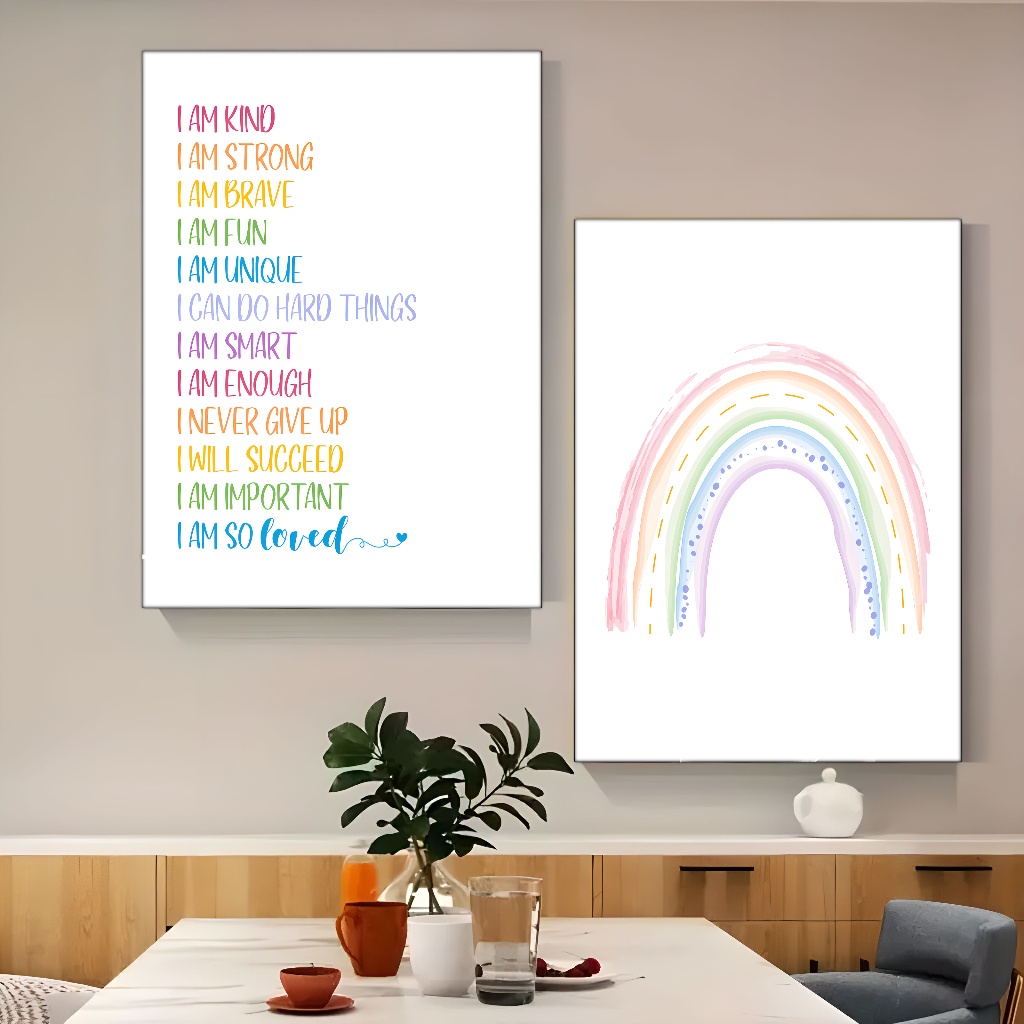 I AM KIND
I AM STRONG
I AM BRAVE
I AM FUN
I AM UNIQUE
I CAN DO HARD THINGS
I AM SMART
I AM ENOUGH
I NEVER GIVE UP
I WILL SUCCEED
I AM IMPORTANT
I AM SO loved